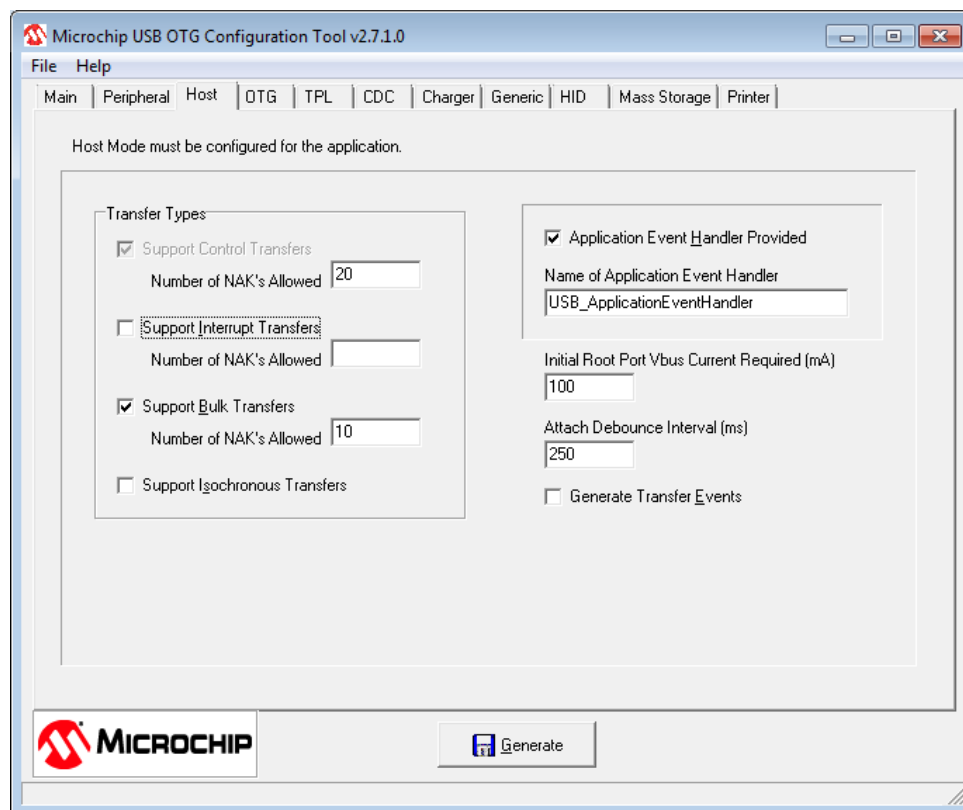 Microchip USB OTG Configuration Tool v2.7.1.0
File Help
Main Peripheral Host OTG TPL CDC Charger Generic HID Mass Storage Printer
Host Mode must be configured for the application.
Transfer Types
Support Control Transfers
Number of NAK's Allowed 20
Support Interrupt Transfers
Number of NAK's Allowed
Support Bulk Transfers
Number of NAK's Allowed 10
Support Isochronous Transfers
Application Event Handler Provided
Name of Application Event Handler
USB_ApplicationEventHandler
Initial Root Port Vbus Current Required (mA)
100
Attach Debounce Interval (ms)
250
Generate Transfer Events
MICROCHIP
Generate